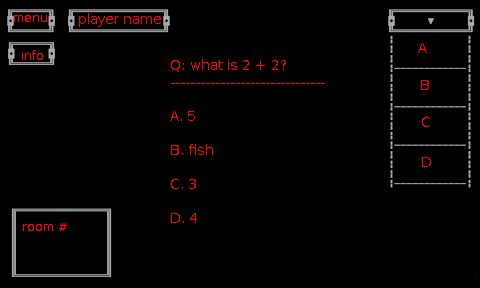 menu
player name
▼
info
Q: what is 2 + 2?
A. 5
B. fish
C. 3
D. 4
A
B
C
D
room #